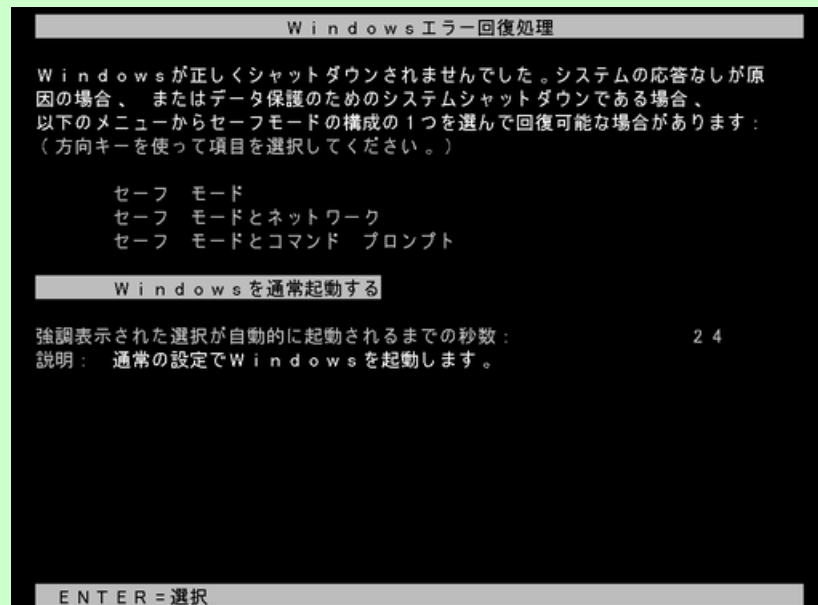 Ｗｉｎｄｏｗｓエラー回復処理
Ｗｉｎｄｏｗｓが正しくシャットダウンされませんでした。システムの応答なしが原
因の場合、　またはデータ保護のためのシステムシャットダウンである場合、
以下のメニューからセーフモードの構成の１つを選んで回復可能な場合があります：
（方向キーを使って項目を選択してください。）
セーフ　モード
セーフ　モードとネットワーク
セーフ　モードとコマンド　プロンプト
Ｗｉｎｄｏｗｓを通常起動する
強調表示された選択が自動的に起動されるまでの秒数：　２４
説明：　通常の設定でＷｉｎｄｏｗｓを起動します。
ＥＮＴＥＲ＝選択